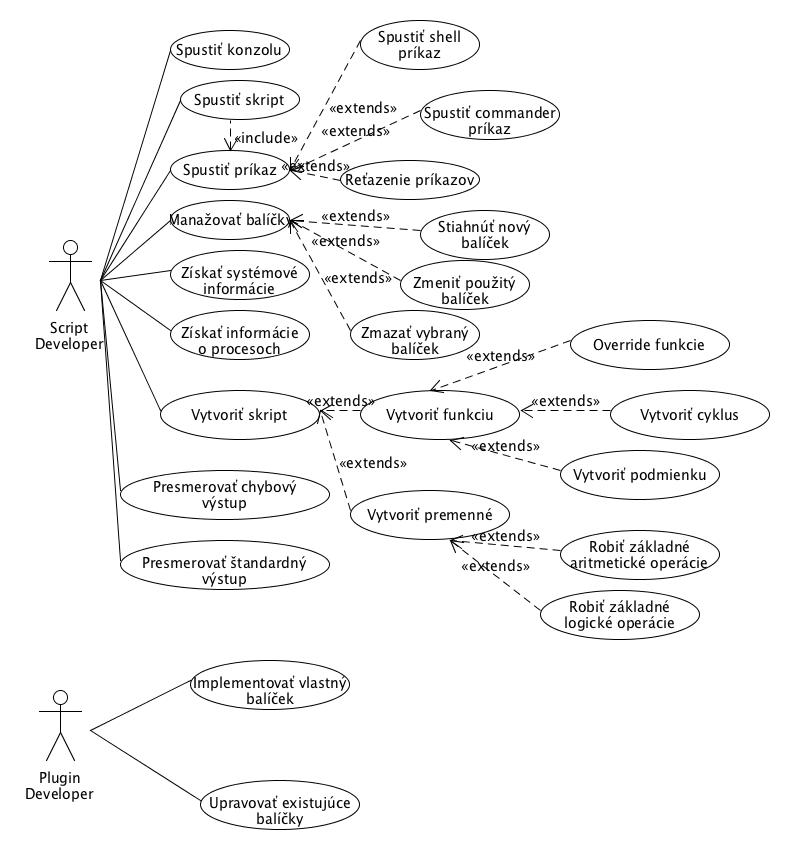 Spustiť konzolu
Spustiť shell
príkaz
Spustiť skript
«extends»
Spustiť commander
príkaz
«extends»
«include»
Spustiť príkaz
«extends»
Reťazenie príkazov
Manažovať balíčky
«extends»
Stiahnúť nový
balíček
«extends»
Script
Developer
Získať systémové
informácie
«extends»
Zmeniť použitý
balíček
Získať informácie
o procesoch
Zmazať vybraný
balíček
Override funkcie
«extends»
Vytvoriť skript
«extends»
Vytvoriť funkciu
«extends»
Vytvoriť cyklus
«extends»
«extends»
Vytvoriť podmienku
Presmerovať chybový
výstup
Vytvoriť premenné
«extends»
Robiť základné
aritmetické operácie
Presmerovať štandardný
výstup
«extends»
Robiť základné
logické operácie
Implementovať vlastný
balíček
Plugin
Developer
Upravovať existujúce
balíčky